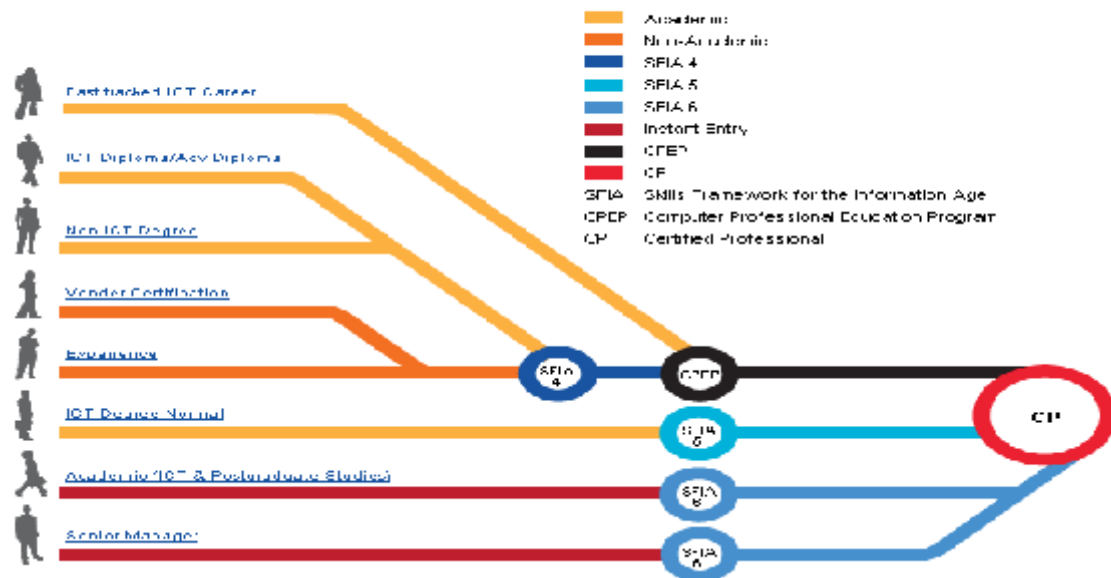 Academic
Non-Academic
SFIA 4
SFIA 5
SFIA 6
Instant Entry
CPEP
CP
SFIA Skills Framework for the Information Age
CPEP Computer Professional Education Program
CP Certified Professional
Fasttracked ICT Career
ICT Diploma/Adv Diploma
Non ICT Degree
Vendor Certification
Experience
SFIA
4
CPEP
CP
ICT Degree Normal
SFIA
5
Academic (ICT & Postgraduate Studies)
SFIA
6
Senior Manager
SFIA
6